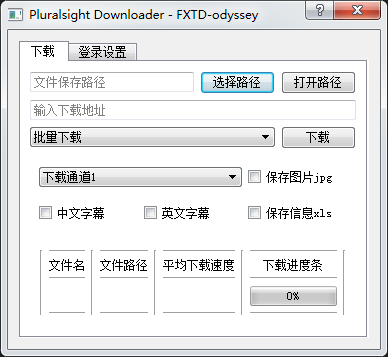 Pluralsight Downloader - FXTD-odyssey
下载 登录设置
文件保存路径 选择路径 打开路径
输入下载地址
批量下载 下载
下载通道1 保存图片jpg
中文字幕 英文字幕 保存信息xls
文件名 文件路径 平均下载速度 下载进度条
0%